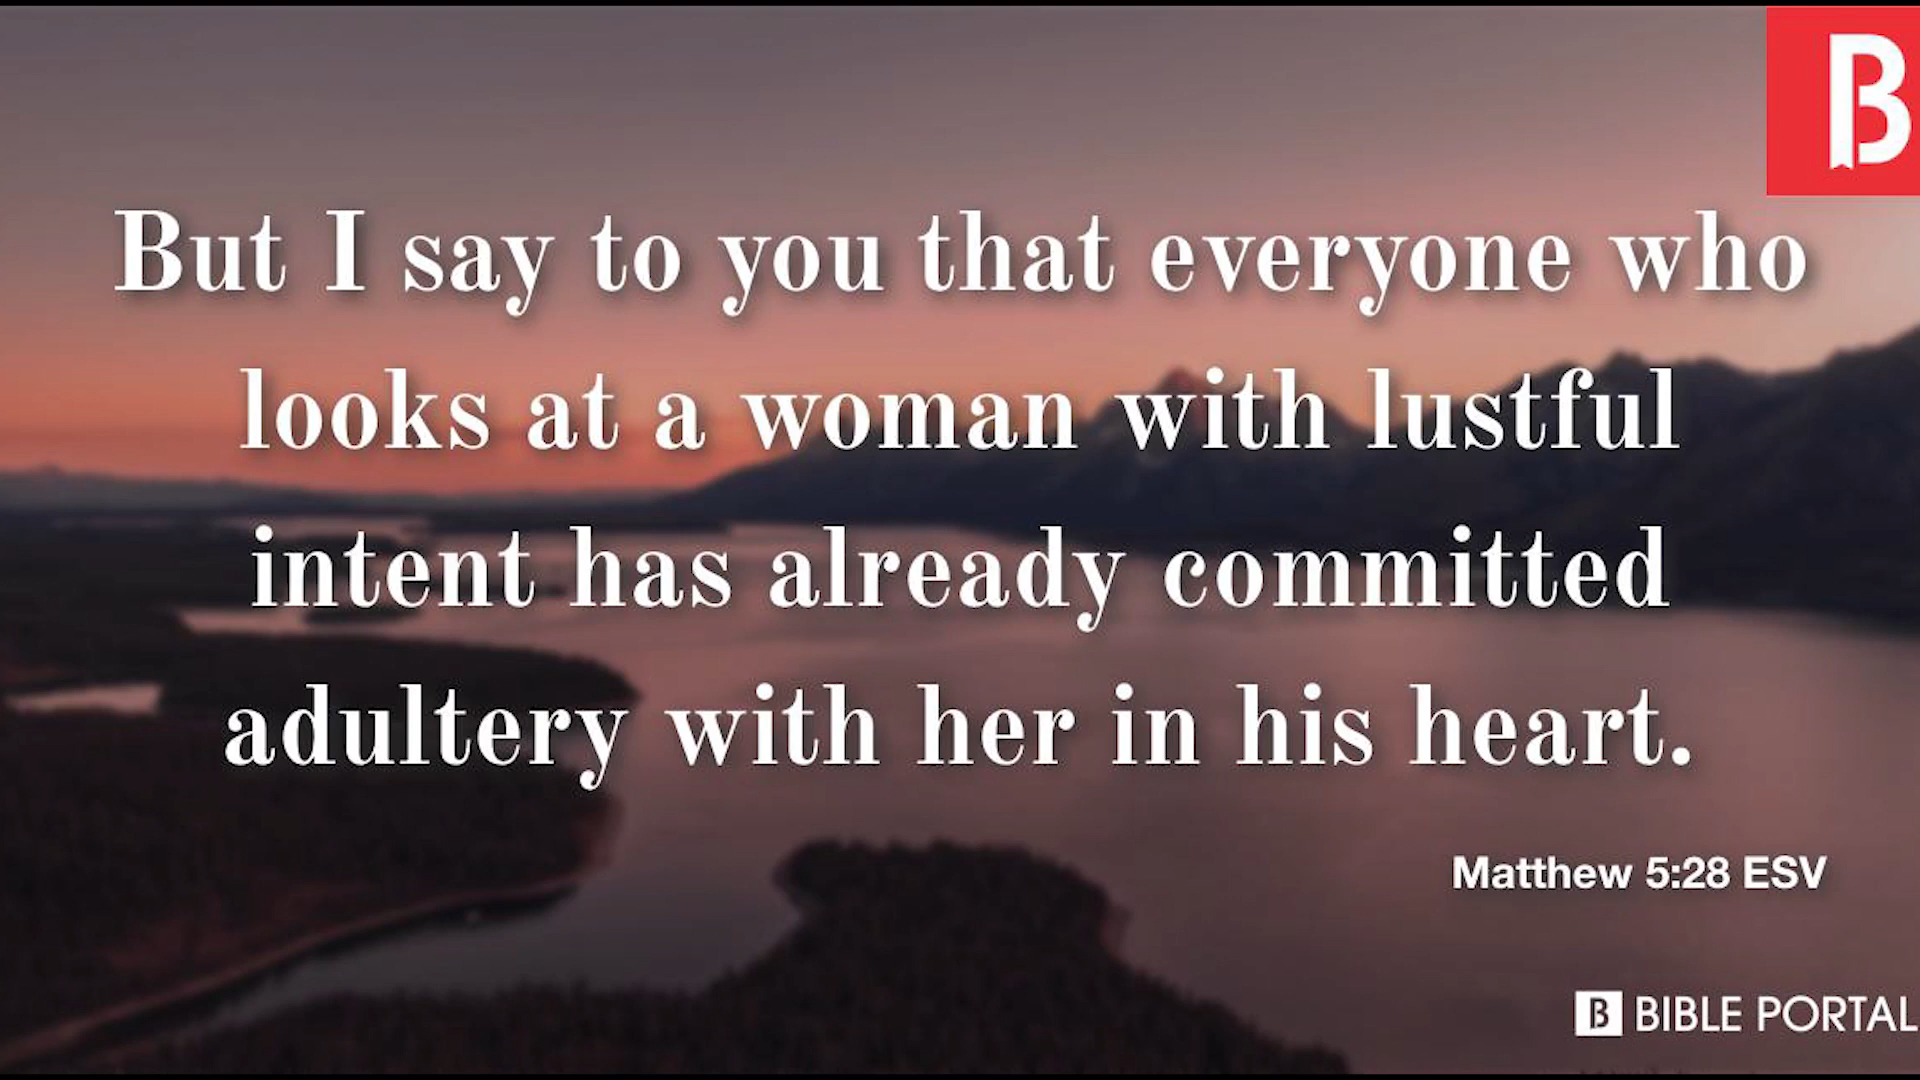 B
But I say to you that everyone who
looks at a woman with lustful
intent has already committed
adultery with her in his heart.
Matthew 5:28 ESV
B BIBLE PORTAL